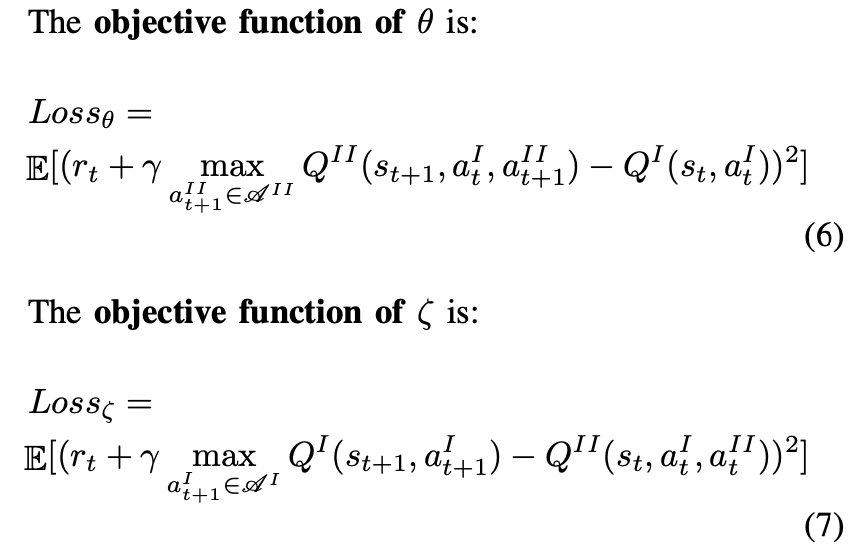 The objective function of θ is:
Loss_θ =
𝔼[(r_t + γ max_{a^{II}_{t+1} ∈ 𝒜^{II}} Q^{II}(s_{t+1}, a^I_t, a^{II}_{t+1}) − Q^I(s_t, a^I_t))^2]
(6)
The objective function of ζ is:
Loss_ζ =
𝔼[(r_t + γ max_{a^I_{t+1} ∈ 𝒜^I} Q^I(s_{t+1}, a^I_{t+1}) − Q^{II}(s_t, a^I_t, a^{II}_t))^2]
(7)